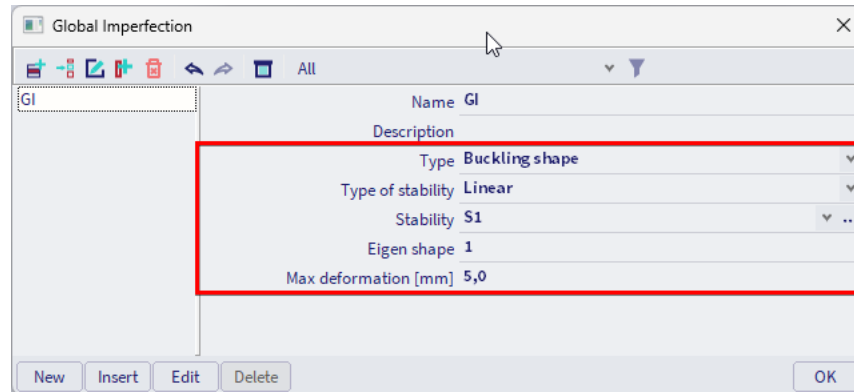 Global Imperfection
All
GI
Name GI
Description
Type Buckling shape
Type of stability Linear
Stability S1
Eigen shape 1
Max deformation [mm] 5,0
New Insert Edit Delete OK